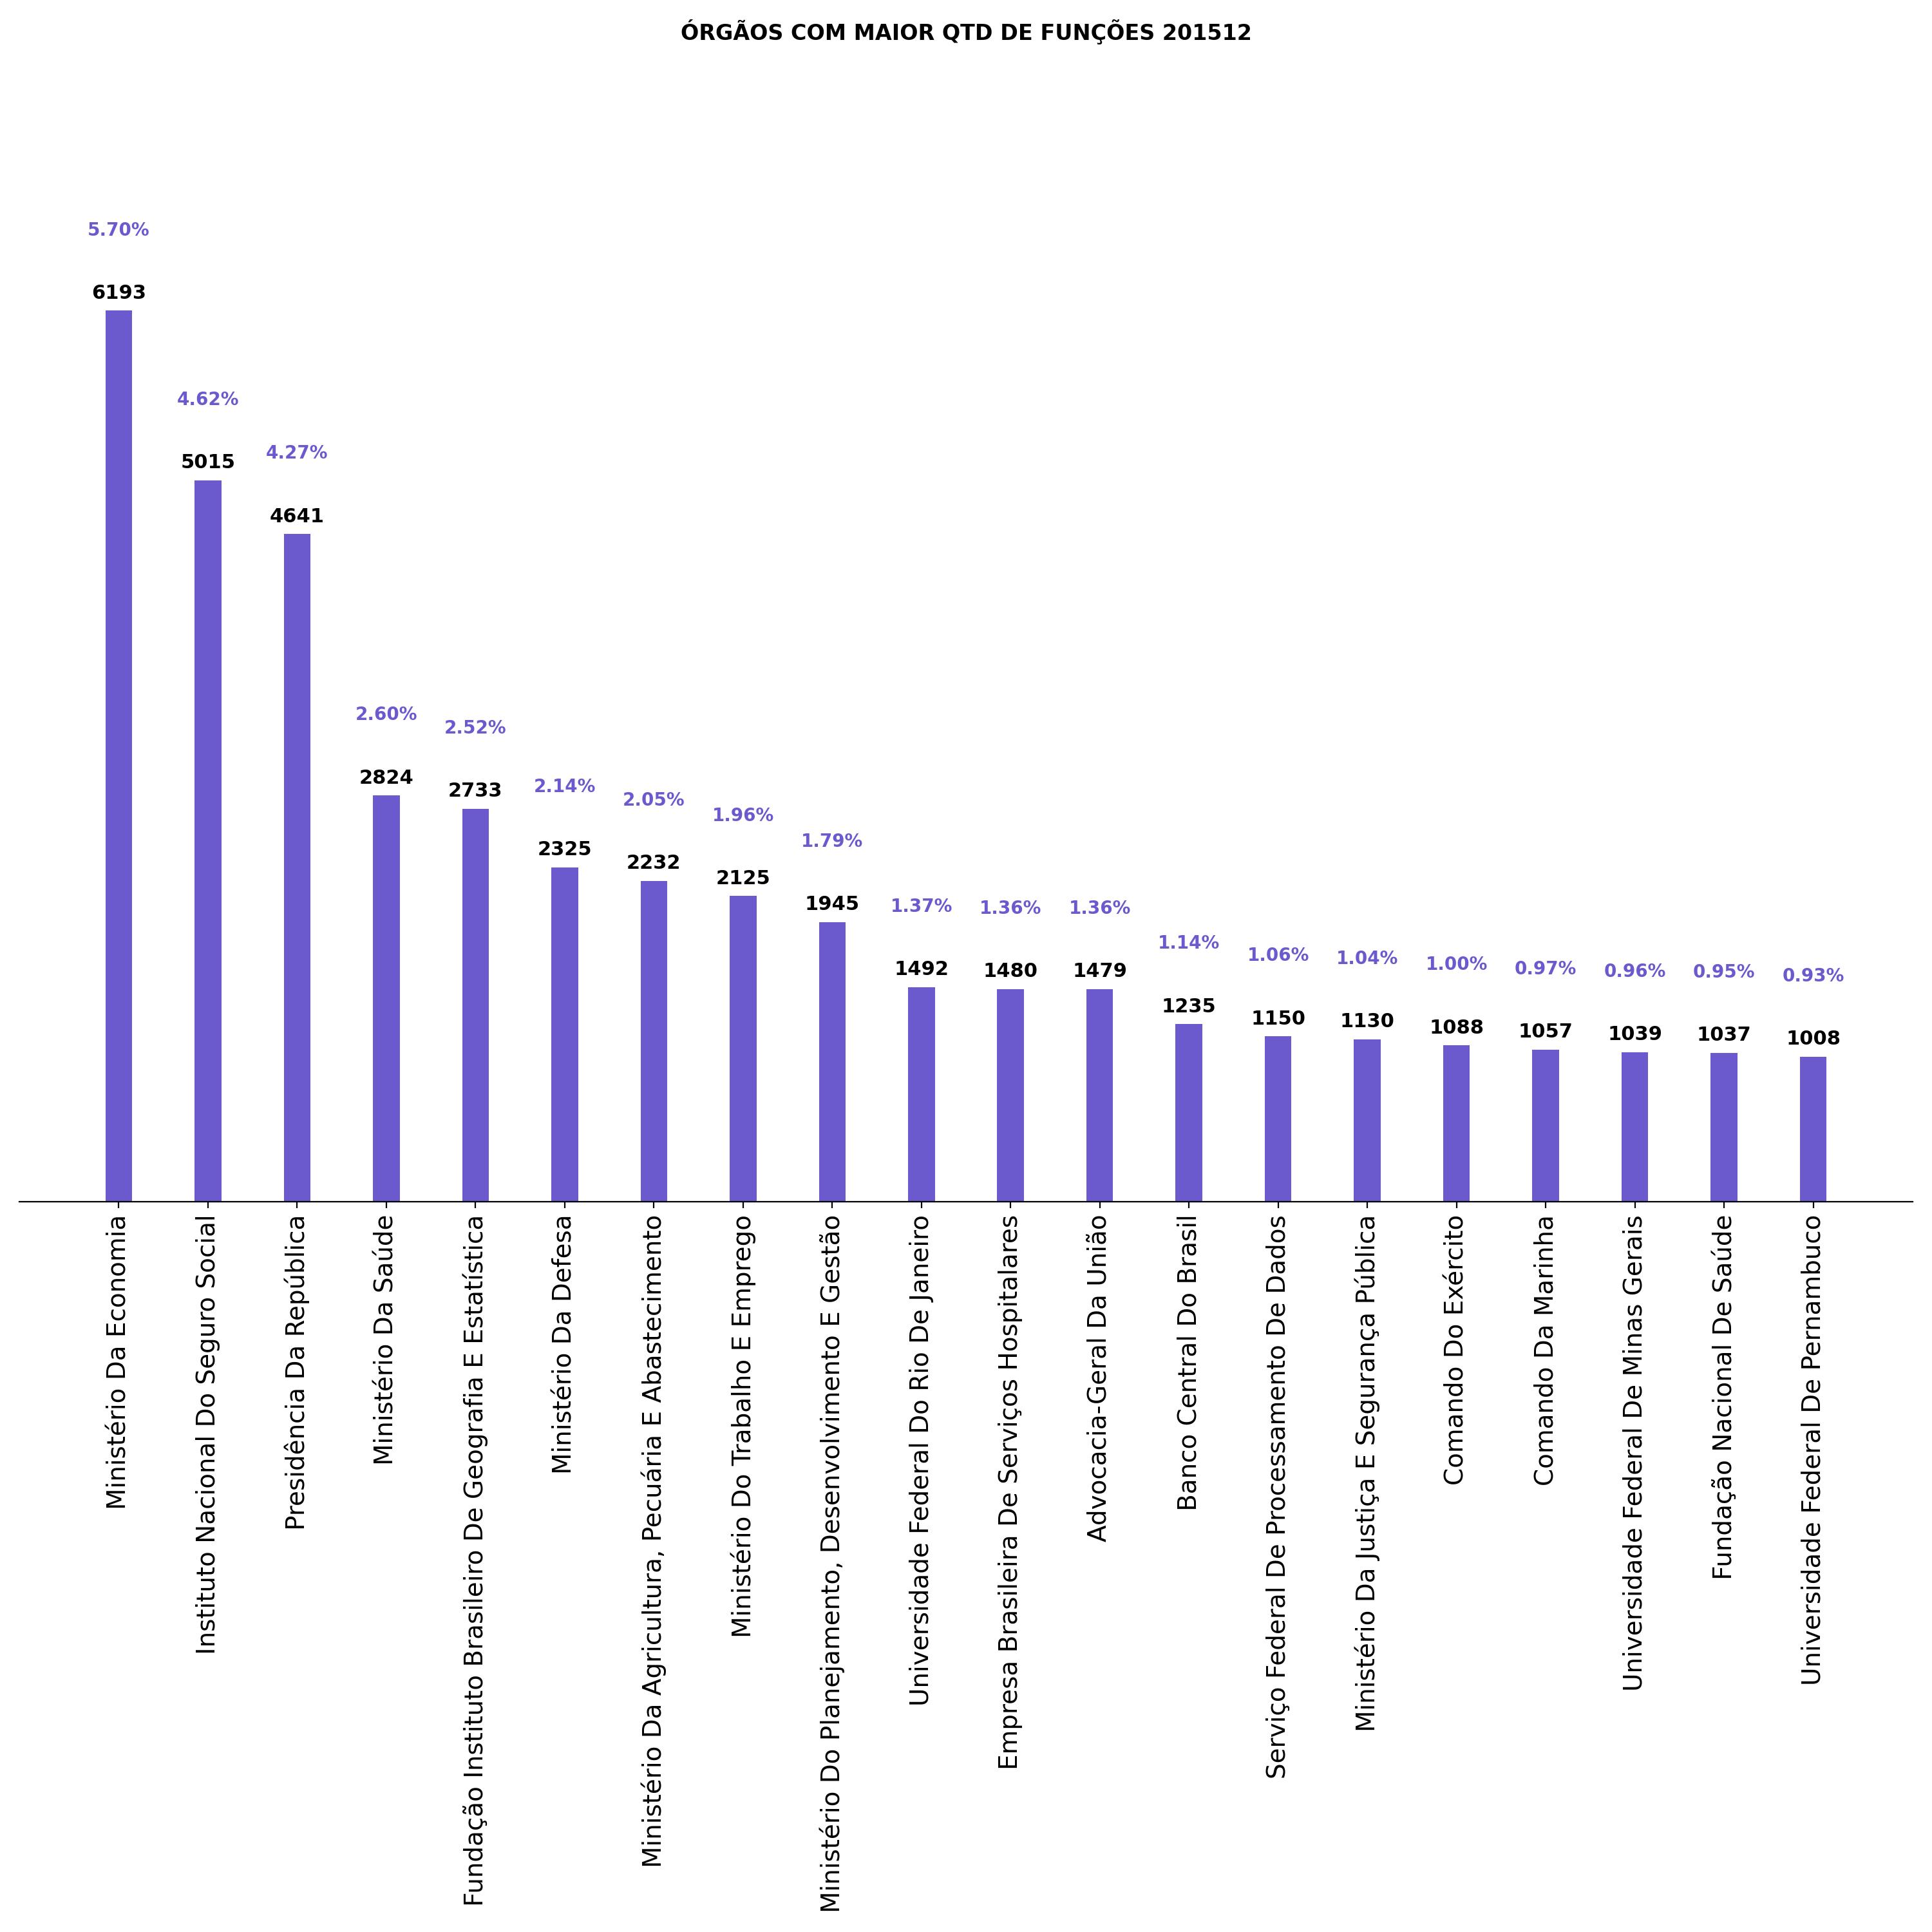 ÓRGÃOS COM MAIOR QTD DE FUNÇÕES 201512
5.70%
6193
4.62%
5015
4.27%
4641
2.60%
2824
2.52%
2733
2.14%
2325
2.05%
2232
1.96%
2125
1.79%
1945
1.37%
1492
1.36%
1480
1.36%
1479
1.14%
1235
1.06%
1150
1.04%
1130
1.00%
1088
0.97%
1057
0.96%
1039
0.95%
1037
0.93%
1008
Ministério Da Economia
Instituto Nacional Do Seguro Social
Presidência Da República
Ministério Da Saúde
Fundação Instituto Brasileiro De Geografia E Estatística
Ministério Da Defesa
Ministério Da Agricultura, Pecuária E Abastecimento
Ministério Do Trabalho E Emprego
Ministério Do Planejamento, Desenvolvimento E Gestão
Universidade Federal Do Rio De Janeiro
Empresa Brasileira De Serviços Hospitalares
Advocacia-Geral Da União
Banco Central Do Brasil
Serviço Federal De Processamento De Dados
Ministério Da Justiça E Segurança Pública
Comando Do Exército
Comando Da Marinha
Universidade Federal De Minas Gerais
Fundação Nacional De Saúde
Universidade Federal De Pernambuco